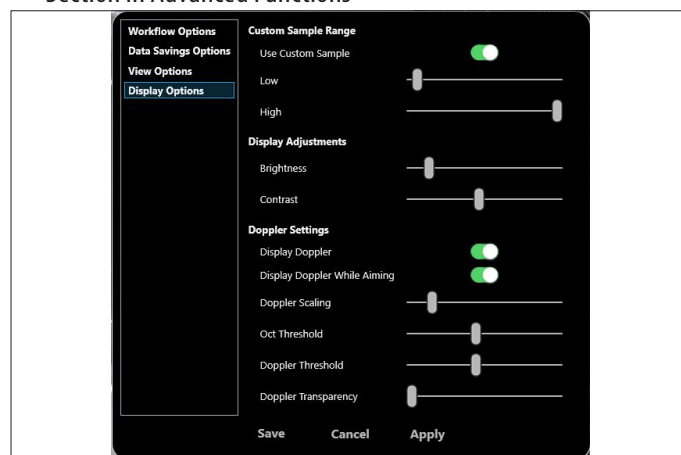 Workflow Options
Data Savings Options
View Options
Display Options
Custom Sample Range
Use Custom Sample
Low
High
Display Adjustments
Brightness
Contrast
Doppler Settings
Display Doppler
Display Doppler While Aiming
Doppler Scaling
Oct Threshold
Doppler Threshold
Doppler Transparency
Save Cancel Apply